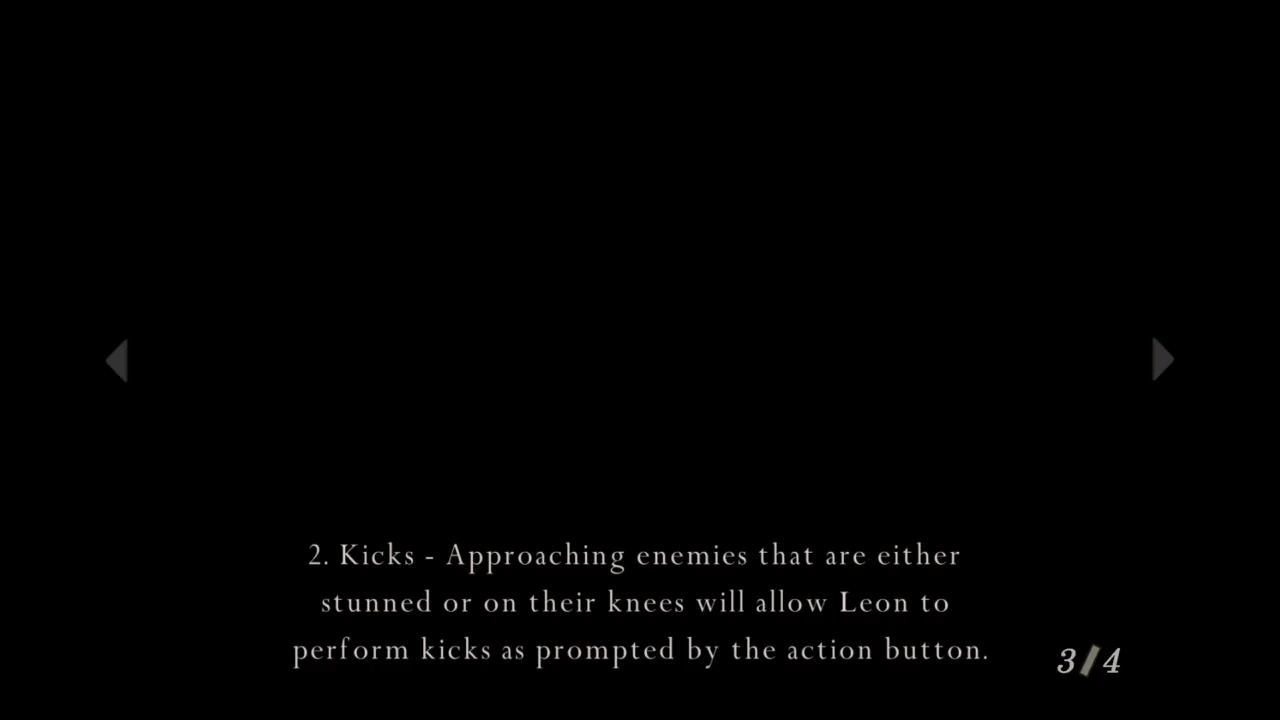 2. Kicks - Approaching enemies that are either
stunned or on their knees will allow Leon to
perform kicks as prompted by the action button.
3/4